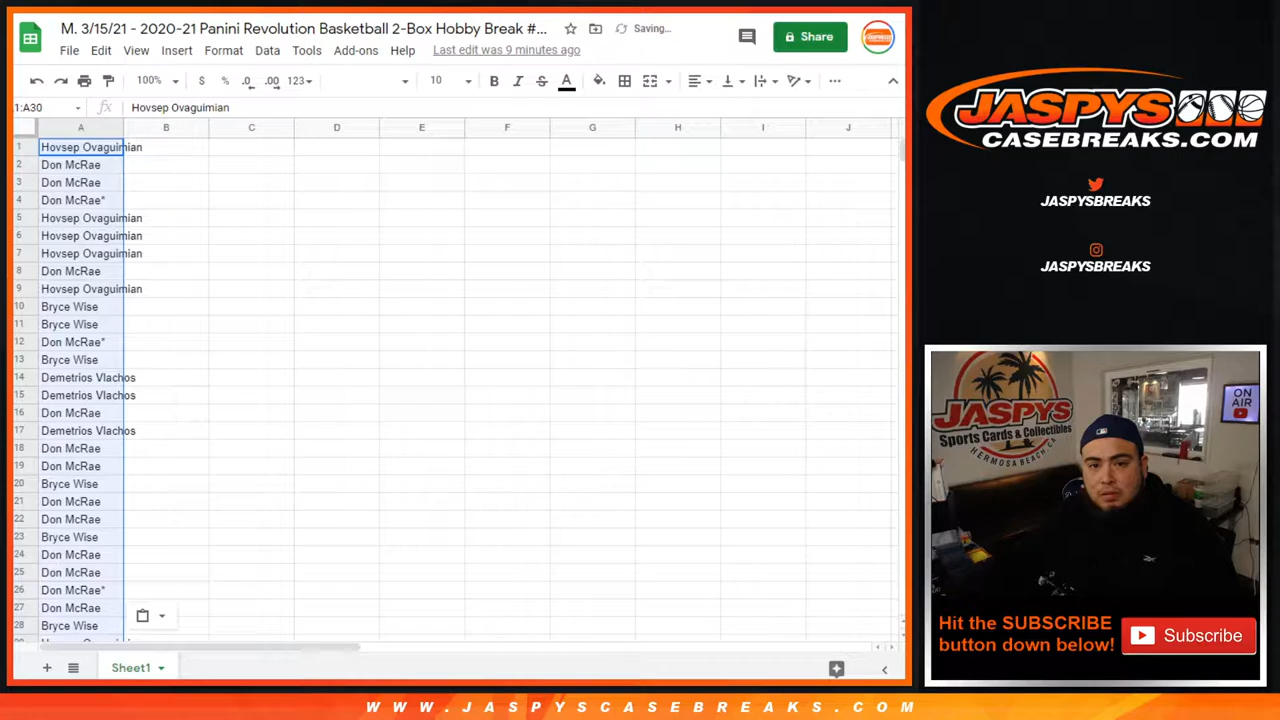 M. 3/15/21 - 2020-21 Panini Revolution Basketball 2-Box Hobby Break #...
Saving...
Share
File Edit View Insert Format Data Tools Add-ons Help Last edit was 9 minutes ago
100% $ % .0 .00 123 10 B I S A
1:A30 fx Hovsep Ovaguimian
A B C D E F G H I J
1 Hovsep Ovaguimian
2 Don McRae
3 Don McRae
4 Don McRae*
5 Hovsep Ovaguimian
6 Hovsep Ovaguimian
7 Hovsep Ovaguimian
8 Don McRae
9 Hovsep Ovaguimian
10 Bryce Wise
11 Bryce Wise
12 Don McRae*
13 Bryce Wise
14 Demetrios Vlachos
15 Demetrios Vlachos
16 Don McRae
17 Demetrios Vlachos
18 Don McRae
19 Don McRae
20 Bryce Wise
21 Don McRae
22 Don McRae
23 Bryce Wise
24 Don McRae
25 Don McRae
26 Don McRae*
27 Don McRae
28 Bryce Wise
Sheet1
JASPYS
CASEBREAKS.COM
JASPYSBREAKS
JASPYSBREAKS
JASPYS
Sports Cards & Collectibles
HERMOSA BEACH, CA
ON
AIR
Hit the SUBSCRIBE
button down below!
Subscribe
WWW.JASPYSCASEBREAKS.COM